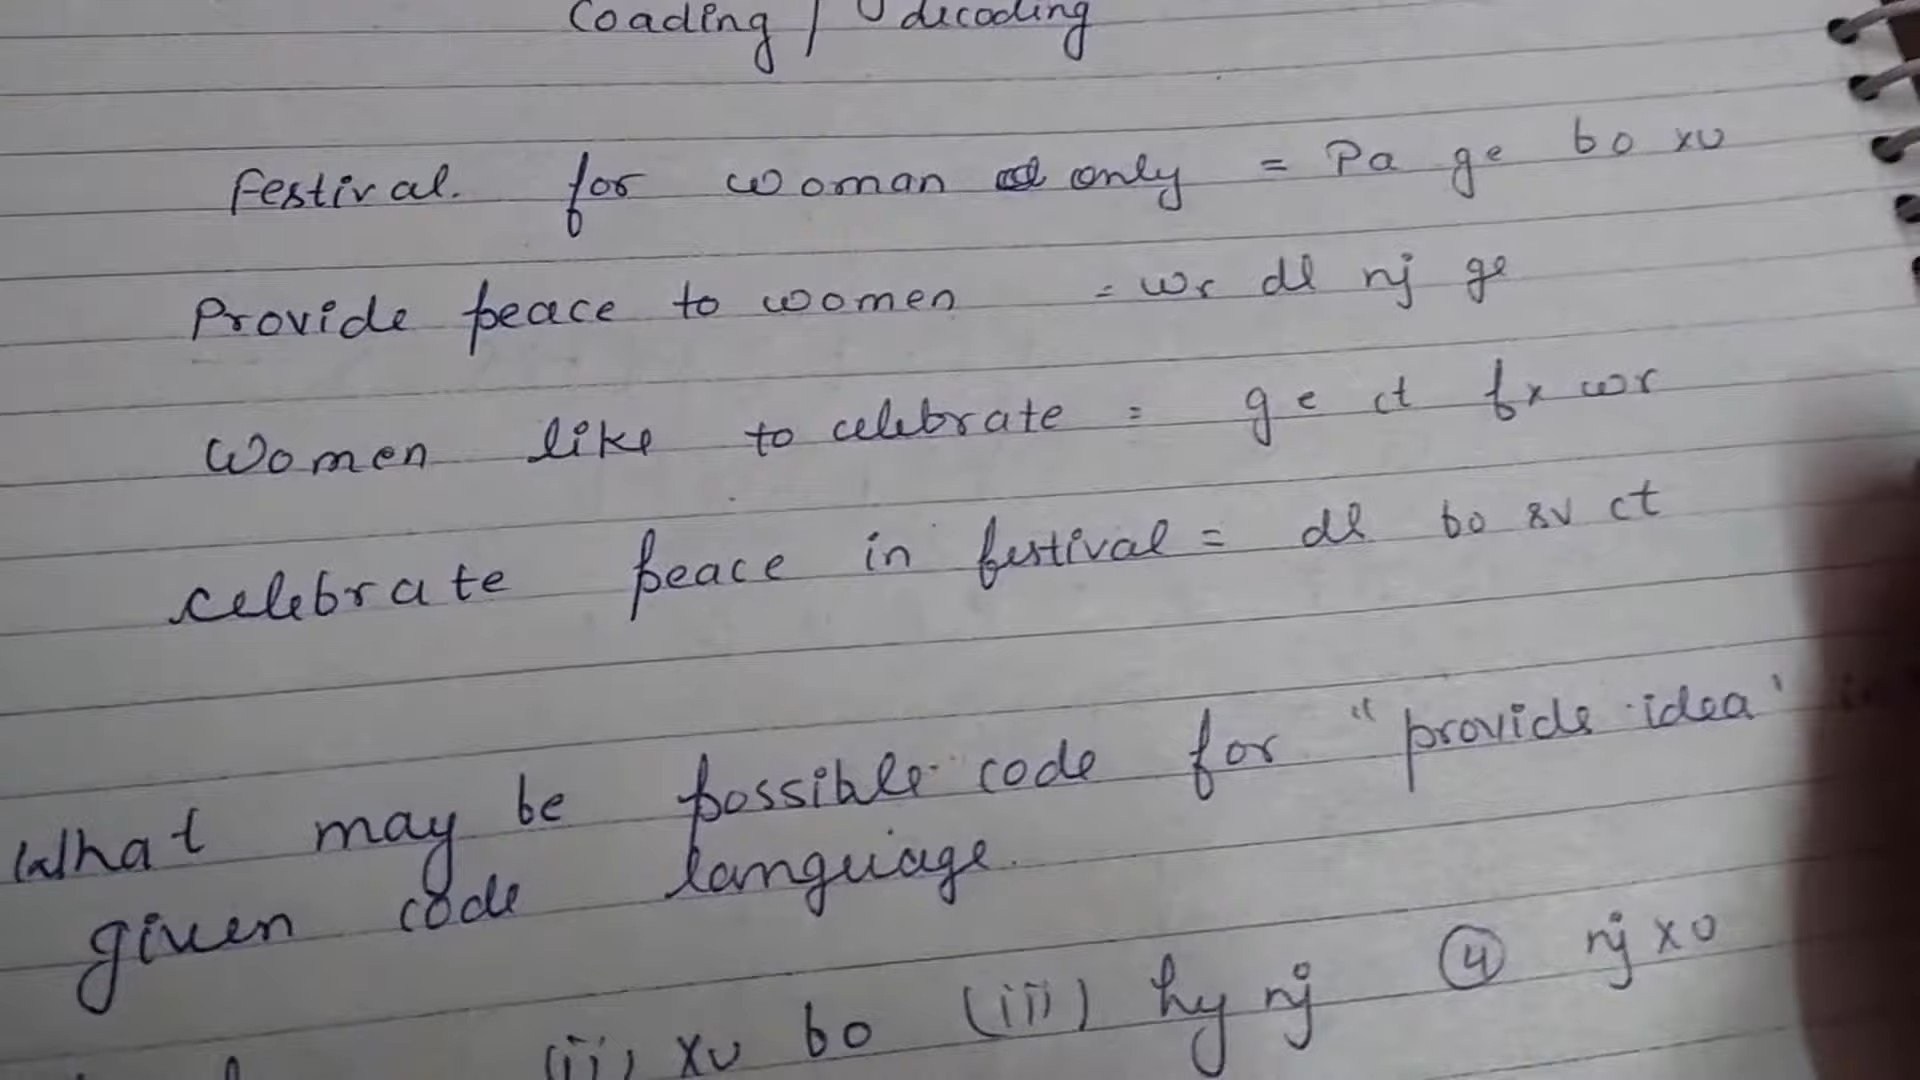 Coading / decoding
Festival. for woman only = Pa ge bo xu
Provide peace to women = wr dl nj ge
Women like to celebrate = ge ct fx wr
celebrate peace in festival = dl bo sv ct
What may be possible code for "provide idea'
given code language.
(ii) xu bo (iii) hy nj (4) nj xu